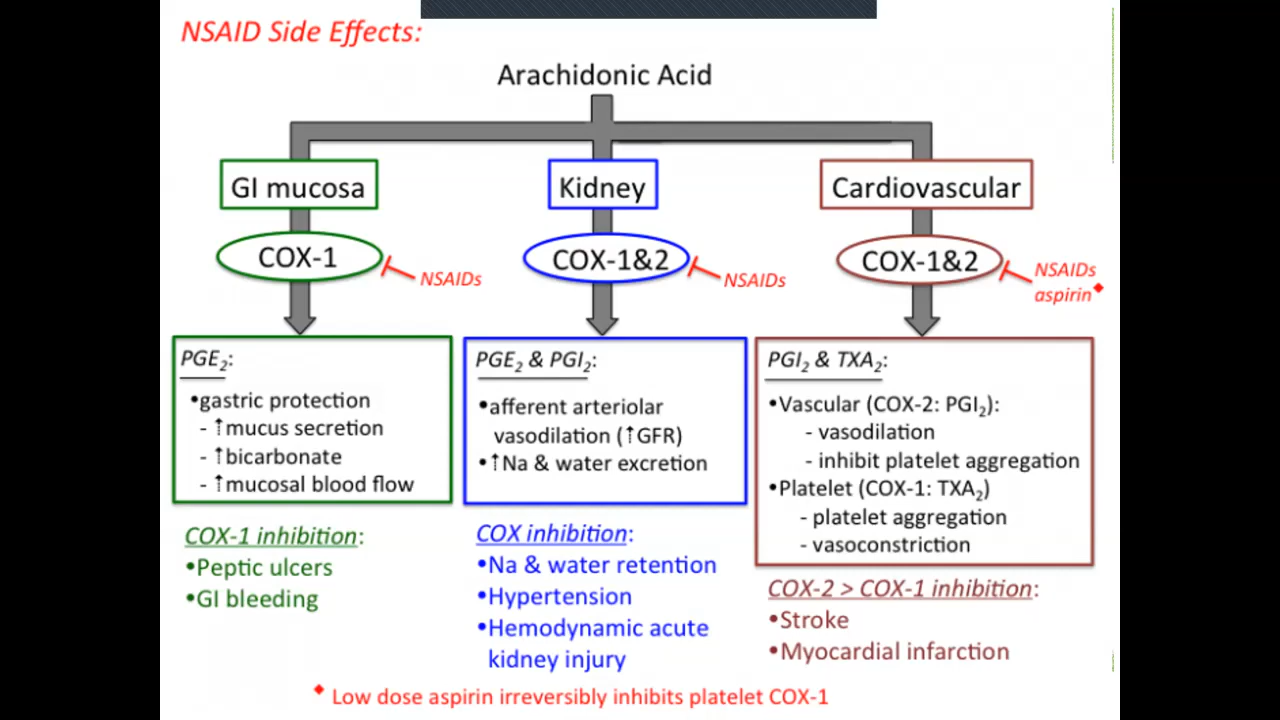 NSAID Side Effects:
Arachidonic Acid
GI mucosa
Kidney
Cardiovascular
COX-1
NSAIDs
COX-1&2
NSAIDs
COX-1&2
NSAIDs
aspirin◆
PGE₂:
•gastric protection
- ↑mucus secretion
- ↑bicarbonate
- ↑mucosal blood flow
COX-1 inhibition:
•Peptic ulcers
•GI bleeding
PGE₂ & PGI₂:
•afferent arteriolar
vasodilation (↑GFR)
•↑Na & water excretion
COX inhibition:
•Na & water retention
•Hypertension
•Hemodynamic acute
kidney injury
PGI₂ & TXA₂:
•Vascular (COX-2: PGI₂):
- vasodilation
- inhibit platelet aggregation
•Platelet (COX-1: TXA₂)
- platelet aggregation
- vasoconstriction
COX-2 > COX-1 inhibition:
•Stroke
•Myocardial infarction
◆ Low dose aspirin irreversibly inhibits platelet COX-1